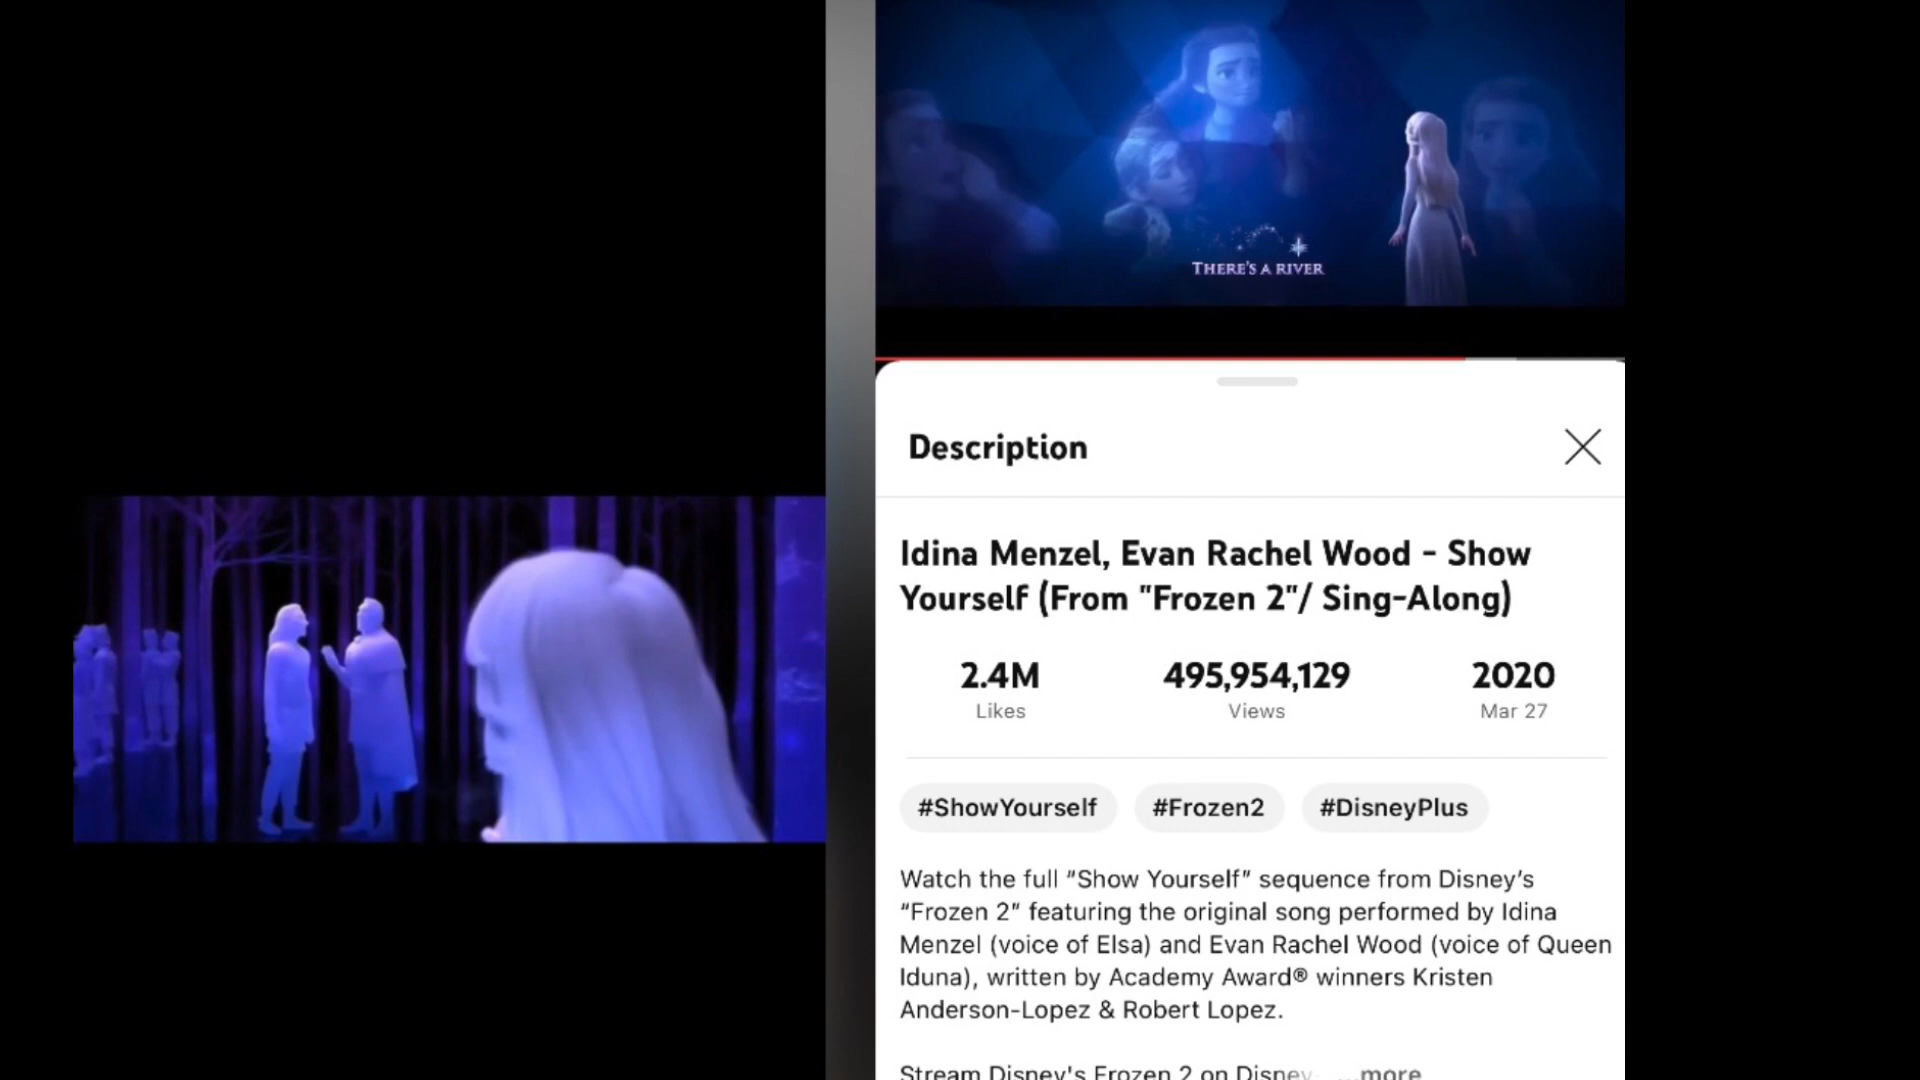 THERE'S A RIVER
Description
Idina Menzel, Evan Rachel Wood - Show
Yourself (From "Frozen 2"/ Sing-Along)
2.4M 495,954,129 2020
Likes Views Mar 27
#ShowYourself #Frozen2 #DisneyPlus
Watch the full "Show Yourself" sequence from Disney's
"Frozen 2" featuring the original song performed by Idina
Menzel (voice of Elsa) and Evan Rachel Wood (voice of Queen
Iduna), written by Academy Award® winners Kristen
Anderson-Lopez & Robert Lopez.
Stream Disney's Frozen 2 on Disney ...more